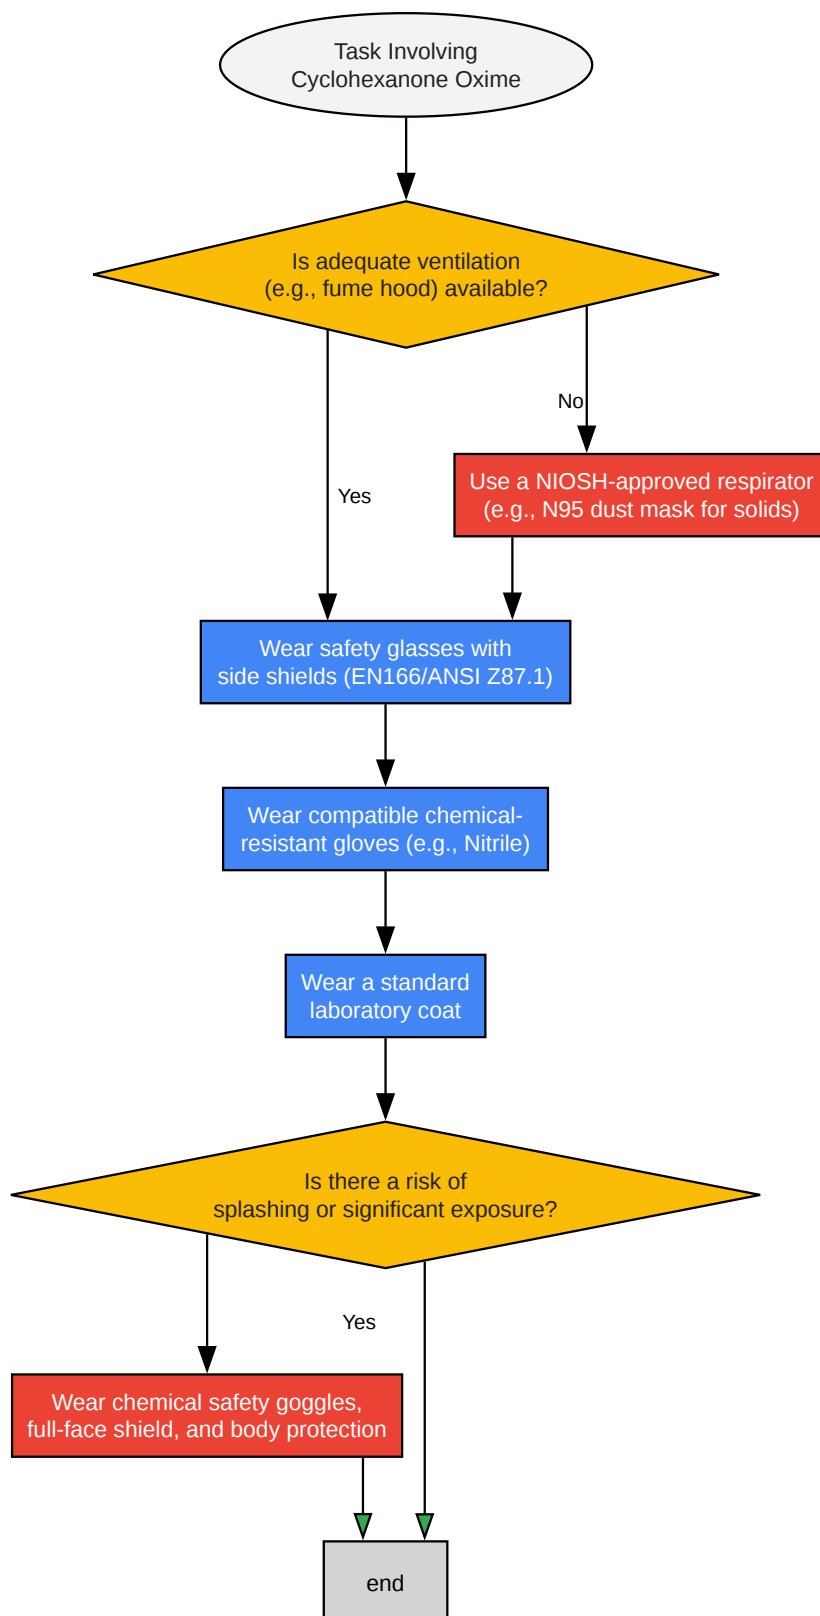 Task Involving
Cyclohexanone Oxime
Is adequate ventilation
(e.g., fume hood) available?
No
Use a NIOSH-approved respirator
(e.g., N95 dust mask for solids)
Yes
Wear safety glasses with
side shields (EN166/ANSI Z87.1)
Wear compatible chemical-
resistant gloves (e.g., Nitrile)
Wear a standard
laboratory coat
Is there a risk of
splashing or significant exposure?
Yes
Wear chemical safety goggles,
full-face shield, and body protection
end